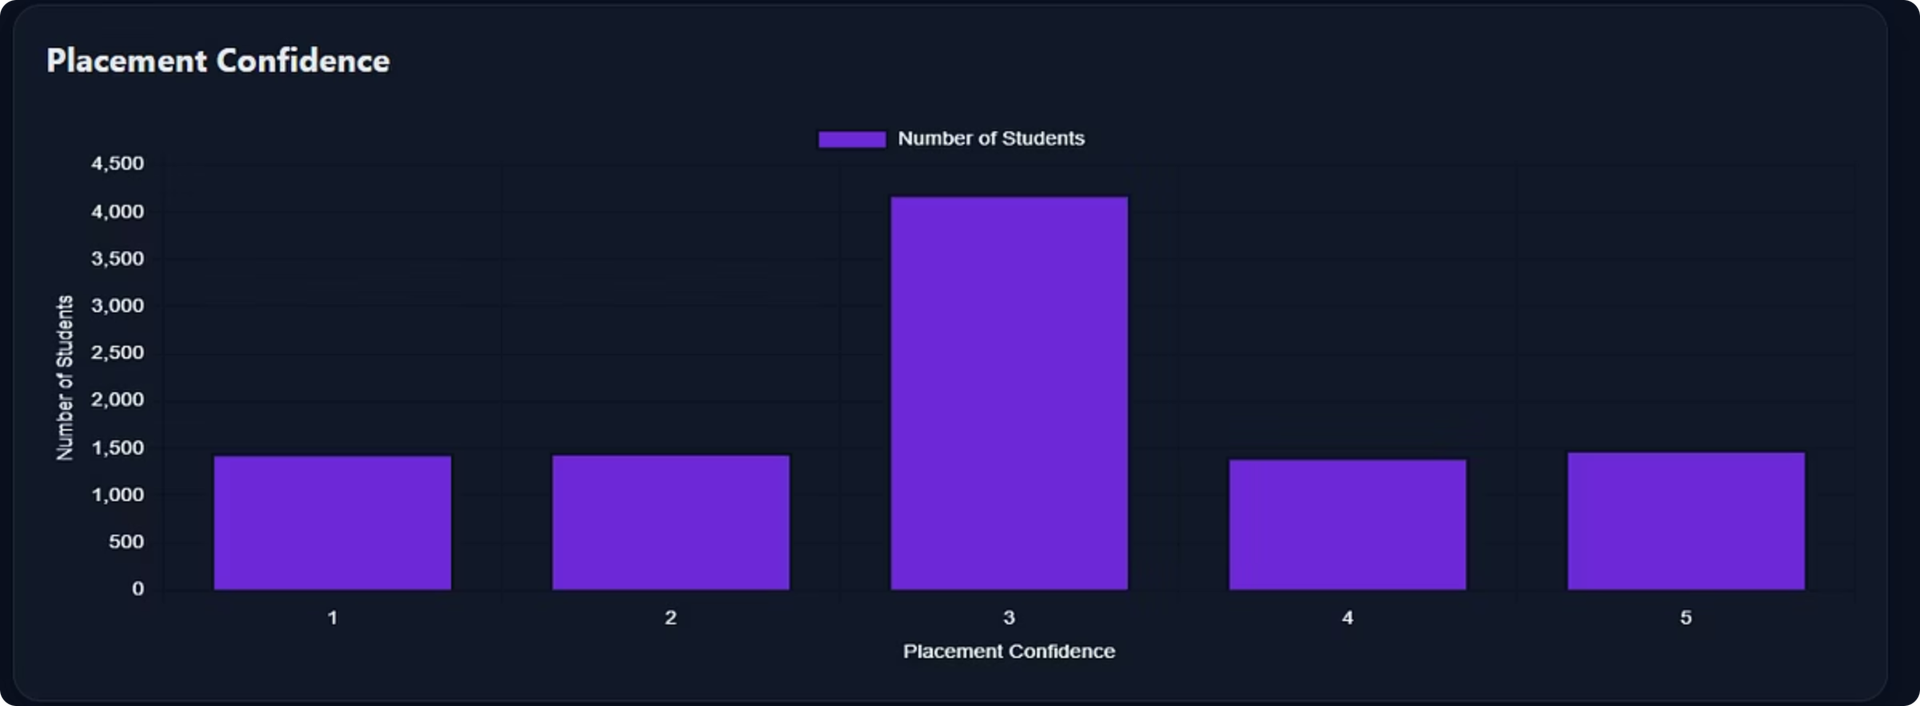 Placement Confidence
Number of Students
4,500
4,000
3,500
3,000
2,500
2,000
1,500
1,000
500
0
Number of Students
1 2 3 4 5
Placement Confidence